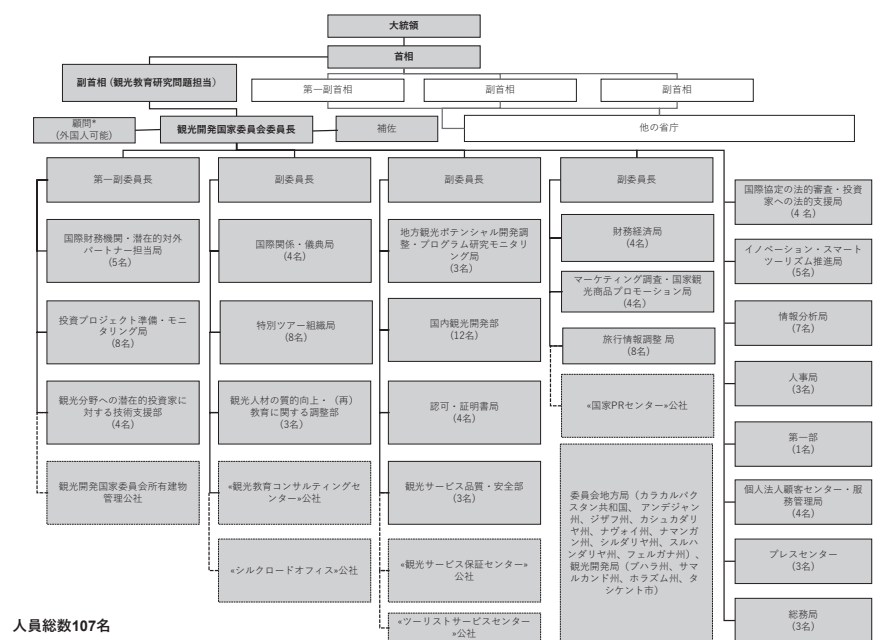 大統領
首相
副首相 (観光教育研究問題担当)
第一副首相
副首相
副首相
顧問*
(外国人可能)
観光開発国家委員会委員長
補佐
他の省庁
第一副委員長
国際財務機関・潜在的対外
パートナー担当局
(5名)
投資プロジェクト準備・モニ
タリング局
(8名)
観光分野への潜在的投資家に
対する技術支援部
(4名)
観光開発国家委員会所有建物
管理公社
副委員長
国際関係・儀典局
(4名)
特別ツアー組織局
(8名)
観光人材の質的向上・(再)
教育に関する調整部
(3名)
«観光教育コンサルティングセ
ンター»公社
«シルクロードオフィス»公社
副委員長
地方観光ポテンシャル開発調
整・プログラム研究モニタリ
ング局
(3名)
国内観光開発部
(12名)
認可・証明書局
(4名)
観光サービス品質・安全部
(3名)
«観光サービス保証センター»
公社
«ツーリストサービスセンター
»公社
副委員長
財務経済局
(4名)
マーケティング調査・国家観
光商品プロモーション局
(4名)
旅行情報調整 局
(8名)
«国家PRセンター»公社
委員会地方局(カラカルパク
スタン共和国、アンデジャン
州、ジザフ州、カシュカダリ
ヤ州、ナヴォイ州、ナマンガ
ン州、シルダリヤ州、スルハ
ンダリヤ州、フェルガナ州)、
観光開発局(ブハラ州、サマ
ルカンド州、ホラズム州、タ
シケント市)
国際協定の法的審査・投資
家への法的支援局
(4 名)
イノベーション・スマート
ツーリズム推進局
(5名)
情報分析局
(7名)
人事局
(3名)
第一部
(1名)
個人法人顧客センター・服
務管理局
(4名)
プレスセンター
(3名)
総務局
(3名)
人員総数107名